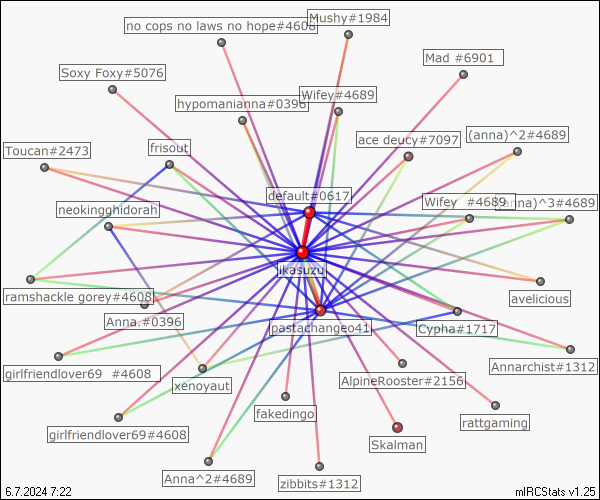 Mushy#1984
no cops no laws no hope#4608
Mad #6901
Soxy Foxy#5076
Wifey#4689
hypomanianna#0396
(anna)^2#4689
ace deucy#7097
frisout
Toucan#2473
default#0617
Wifey  #4689
anna)^3#4689
neokingghidorah
ikasuzu
ramshackle gorey#4608
avelicious
Anna.#0396
pastachangeo41
Cypha#1717
Annarchist#1312
girlfriendlover69  #4608
AlpineRooster#2156
xenoyaut
fakedingo
rattgaming
girlfriendlover69#4608
Skalman
Anna^2#4689
zibbits#1312
6.7.2024 7:22
mIRCStats v1.25